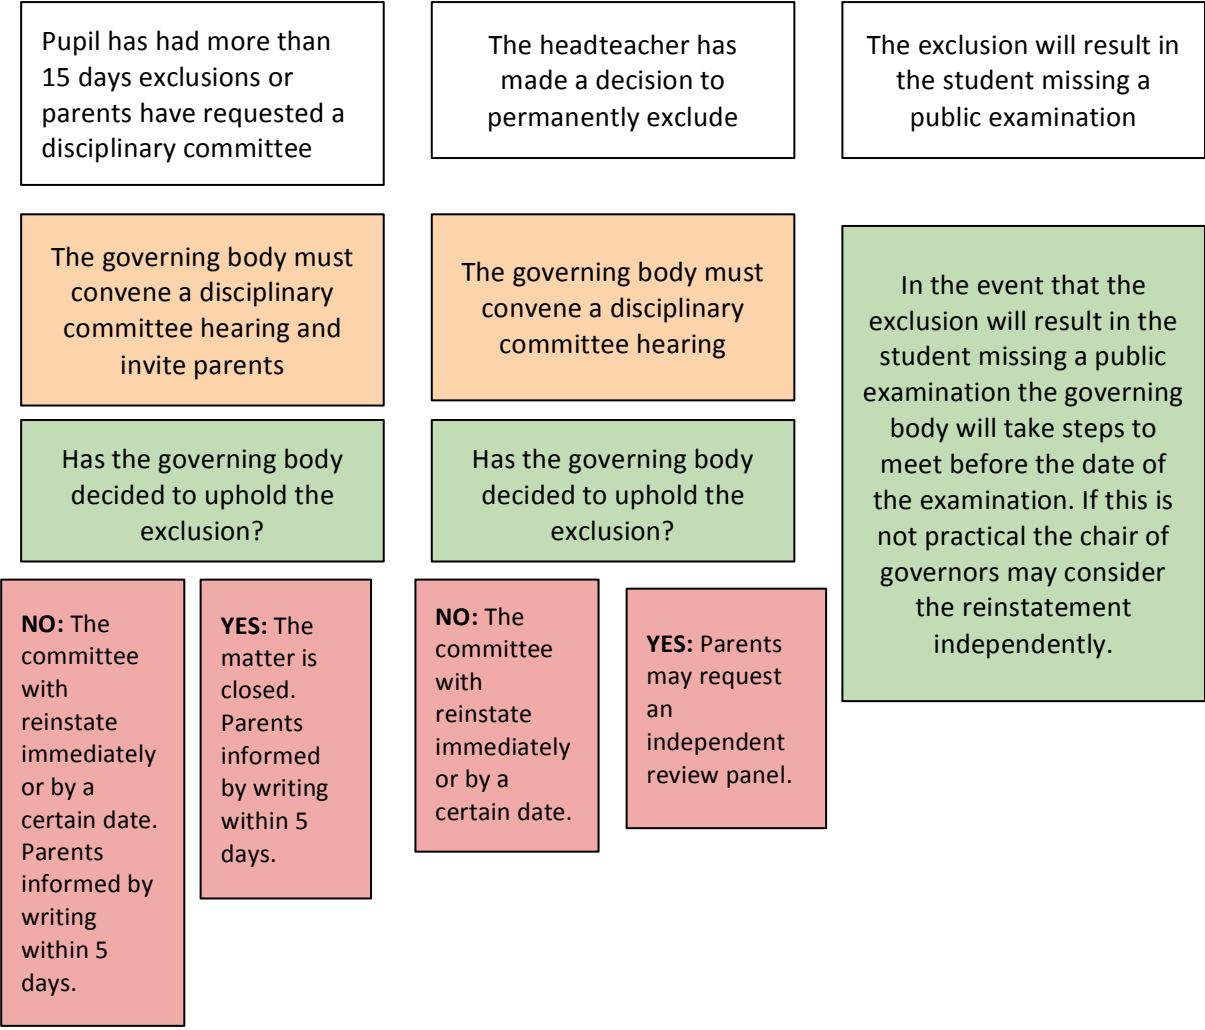 Pupil has had more than
15 days exclusions or
parents have requested a
disciplinary committee
The headteacher has
made a decision to
permanently exclude
The exclusion will result in
the student missing a
public examination
The governing body must
convene a disciplinary
committee hearing and
invite parents
The governing body must
convene a disciplinary
committee hearing
In the event that the
exclusion will result in the
student missing a public
examination the governing
body will take steps to
meet before the date of
the examination. If this is
not practical the chair of
governors may consider
the reinstatement
independently.
Has the governing body
decided to uphold the
exclusion?
Has the governing body
decided to uphold the
exclusion?
NO: The
committee
with
reinstate
immediately
or by a
certain date.
Parents
informed by
writing
within 5
days.
YES: The
matter is
closed.
Parents
informed
by writing
within 5
days.
NO: The
committee
with
reinstate
immediately
or by a
certain date.
YES: Parents
may request
an
independent
review panel.